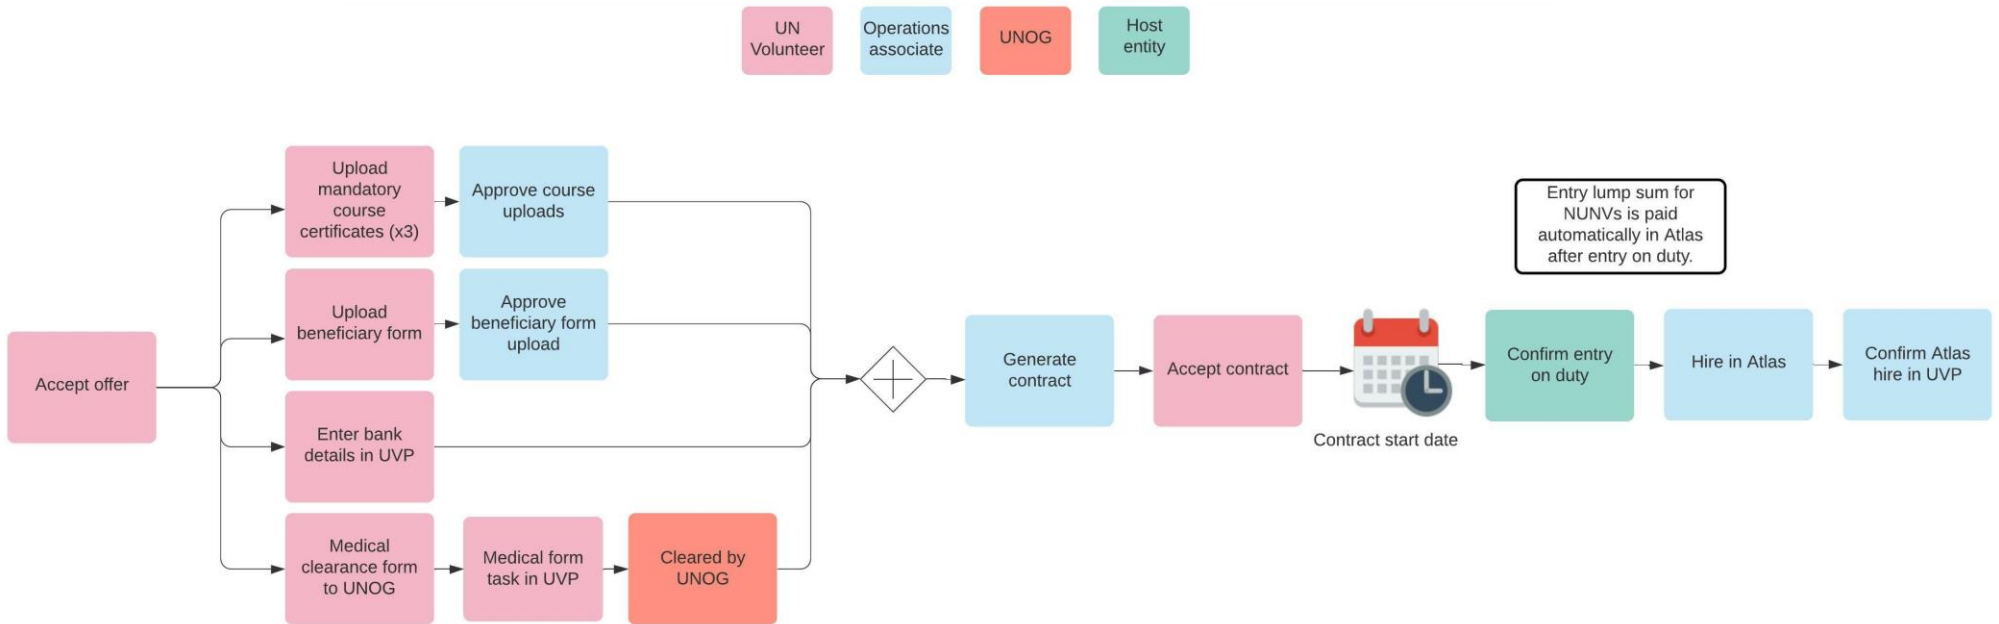 UN
Volunteer
Operations
associate
UNOG
Host
entity
Upload
mandatory
course
certificates (x3)
Approve course
uploads
Entry lump sum for
NUNVs is paid
automatically in Atlas
after entry on duty.
Upload
beneficiary form
Approve
beneficiary form
upload
Accept offer
Generate
contract
Accept contract
Contract start date
Confirm entry
on duty
Hire in Atlas
Confirm Atlas
hire in UVP
Enter bank
details in UVP
Medical
clearance form
to UNOG
Medical form
task in UVP
Cleared by
UNOG